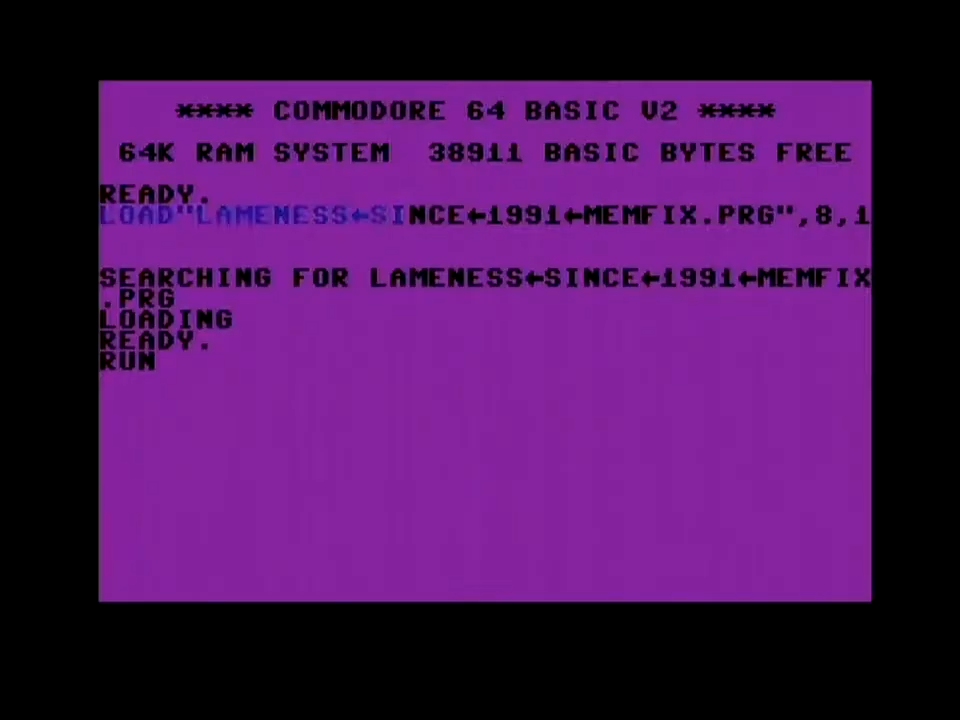 **** COMMODORE 64 BASIC V2 ****
64K RAM SYSTEM  38911 BASIC BYTES FREE
READY.
LOAD"LAMENESS←SINCE←1991←MEMFIX.PRG",8,1
SEARCHING FOR LAMENESS←SINCE←1991←MEMFIX
.PRG
LOADING
READY.
RUN